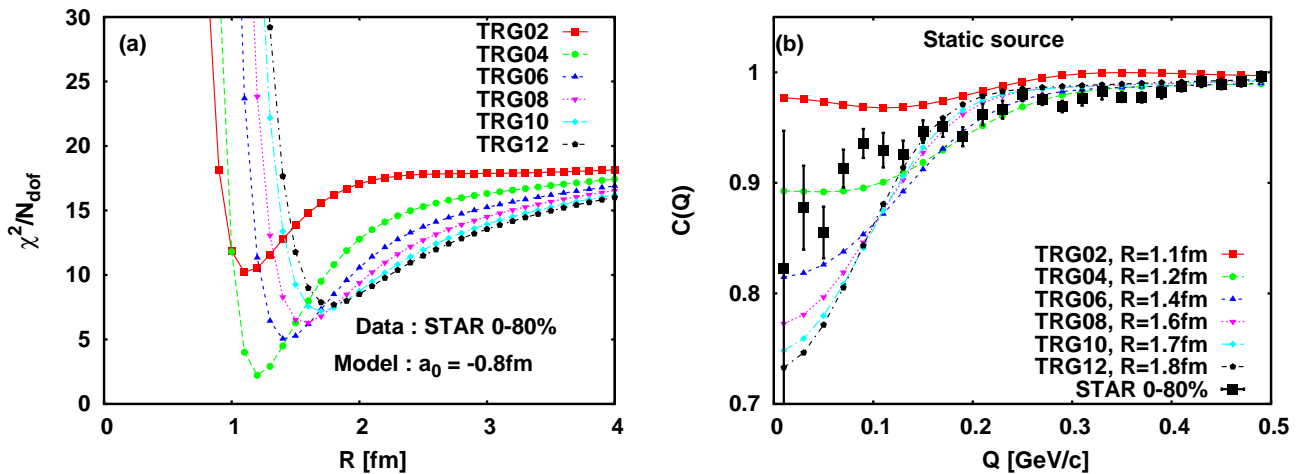 (a)
TRG02
TRG04
TRG06
TRG08
TRG10
TRG12
Data : STAR 0-80%
Model : a₀ = -0.8fm
χ²/N_dof
30
25
20
15
10
5
0
0 1 2 3 4
R [fm]
(b)
Static source
TRG02, R=1.1fm
TRG04, R=1.2fm
TRG06, R=1.4fm
TRG08, R=1.6fm
TRG10, R=1.7fm
TRG12, R=1.8fm
STAR 0-80%
C(Q)
1
0.9
0.8
0.7
0 0.1 0.2 0.3 0.4 0.5
Q [GeV/c]